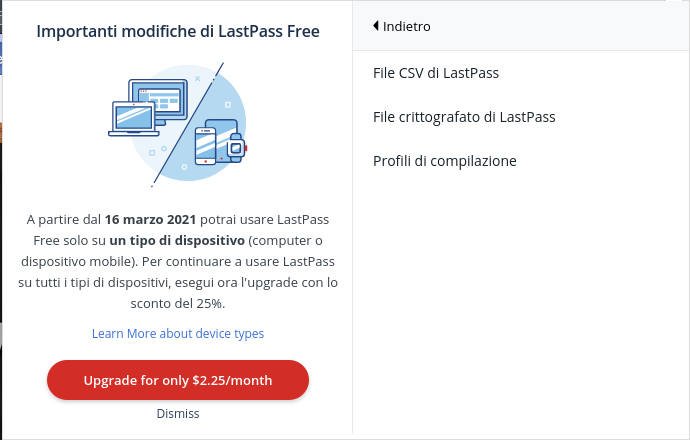 Importanti modifiche di LastPass Free
A partire dal 16 marzo 2021 potrai usare LastPass
Free solo su un tipo di dispositivo (computer o
dispositivo mobile). Per continuare a usare LastPass
su tutti i tipi di dispositivi, esegui ora l'upgrade con lo
sconto del 25%.
Learn More about device types
Upgrade for only $2.25/month
Dismiss
Indietro
File CSV di LastPass
File crittografato di LastPass
Profili di compilazione